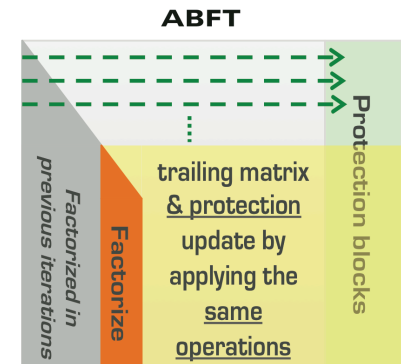 ABFT
Factorized in
previous iterations
Factorize
trailing matrix
& protection
update by
applying the
same
operations
Protection blocks